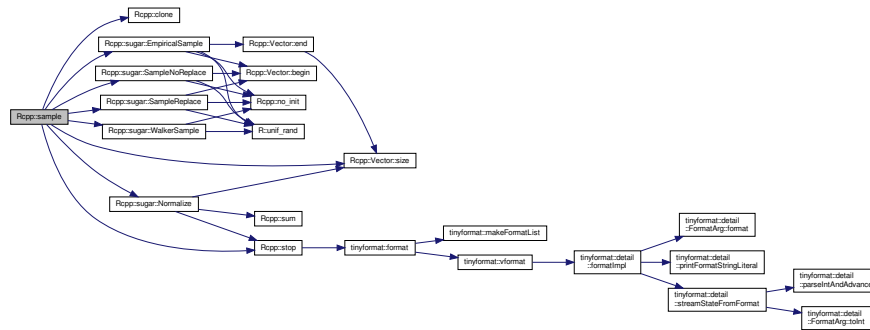 Rcpp::clone
Rcpp::sugar::EmpiricalSample
Rcpp::Vector::end
Rcpp::sugar::SampleNoReplace
Rcpp::Vector::begin
Rcpp::sugar::SampleReplace
Rcpp::no_init
Rcpp::sample
Rcpp::sugar::WalkerSample
R::unif_rand
Rcpp::Vector::size
Rcpp::sugar::Normalize
Rcpp::sum
Rcpp::stop
tinyformat::format
tinyformat::makeFormatList
tinyformat::vformat
tinyformat::detail
::formatImpl
tinyformat::detail
::FormatArg::format
tinyformat::detail
::printFormatStringLiteral
tinyformat::detail
::streamStateFromFormat
tinyformat::detail
::parseIntAndAdvance
tinyformat::detail
::FormatArg::toInt